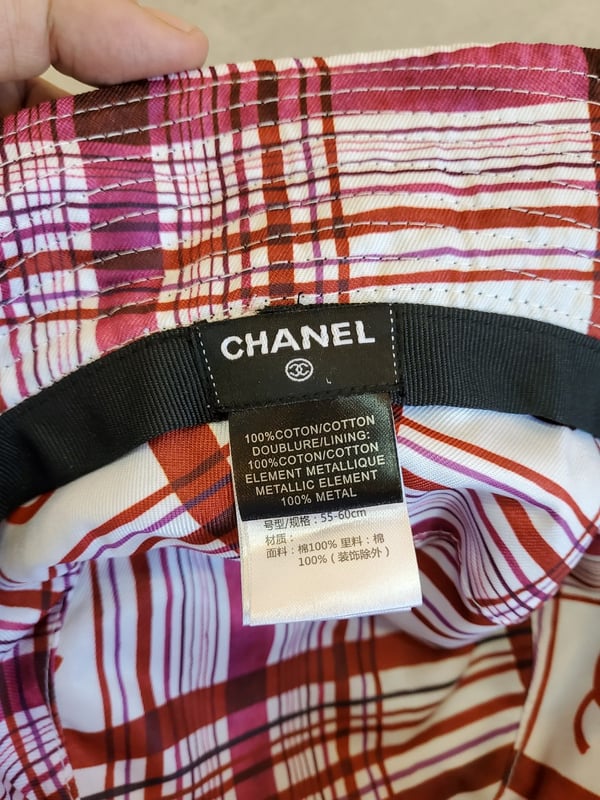 CHANEL
L
100%COTON/COTTON
DOUBLURE/LINING:
100%COTON/COTTON
ELEMENT METALLIQUE
METALLIC ELEMENT
100% METAL
号型/规格：55-60cm
材质：
面料：棉100% 里料：棉
100%（装饰除外）